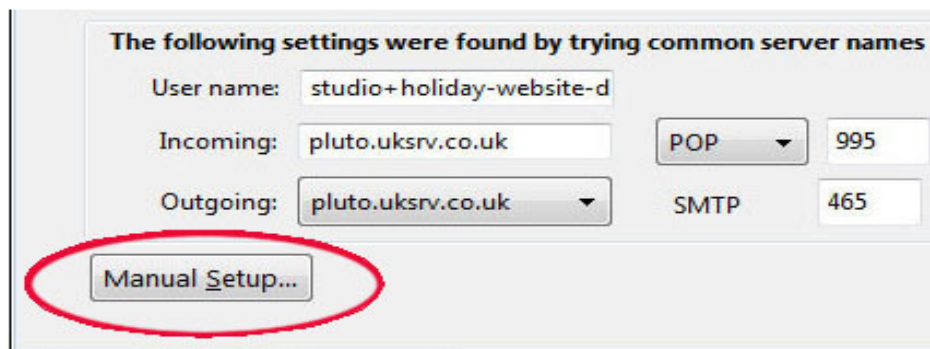 The following settings were found by trying common server names
User name: studio+holiday-website-d
Incoming: pluto.uksrv.co.uk POP 995
Outgoing: pluto.uksrv.co.uk SMTP 465
Manual Setup...